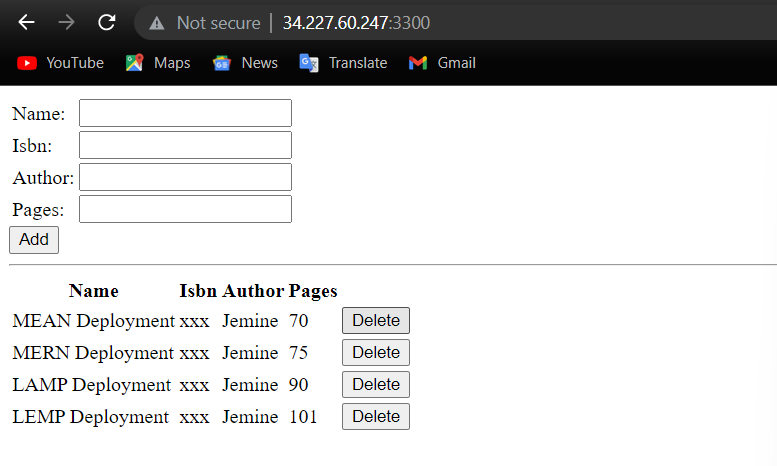 Not secure | 34.227.60.247:3300
YouTube Maps News Translate Gmail
Name:
Isbn:
Author:
Pages:
Add
Name Isbn Author Pages
MEAN Deployment xxx Jemine 70 Delete
MERN Deployment xxx Jemine 75 Delete
LAMP Deployment xxx Jemine 90 Delete
LEMP Deployment xxx Jemine 101 Delete